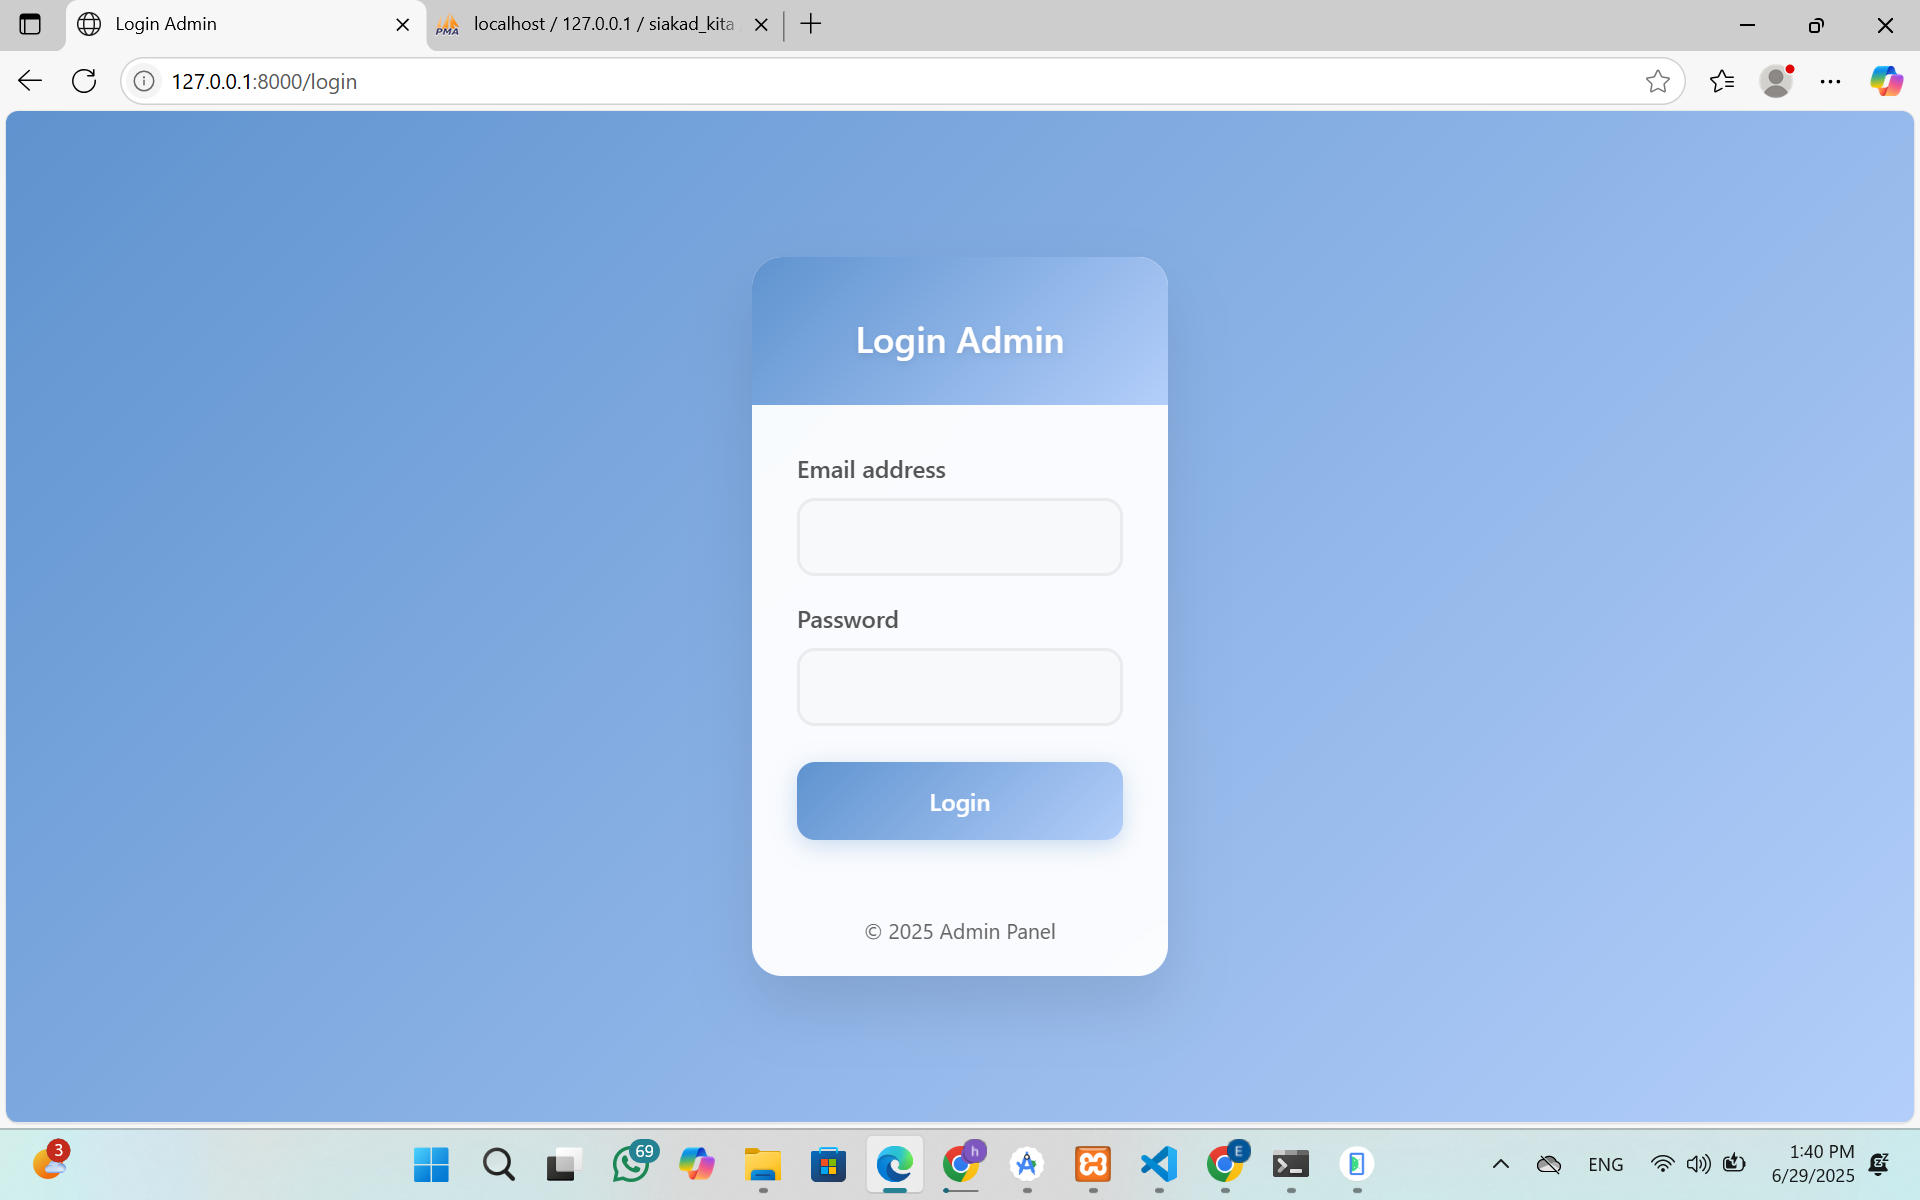 Login Admin
localhost / 127.0.0.1 / siakad_kita
127.0.0.1:8000/login
Login Admin
Email address
Password
Login
© 2025 Admin Panel
3
69
h
E
ENG
1:40 PM
6/29/2025
PMA